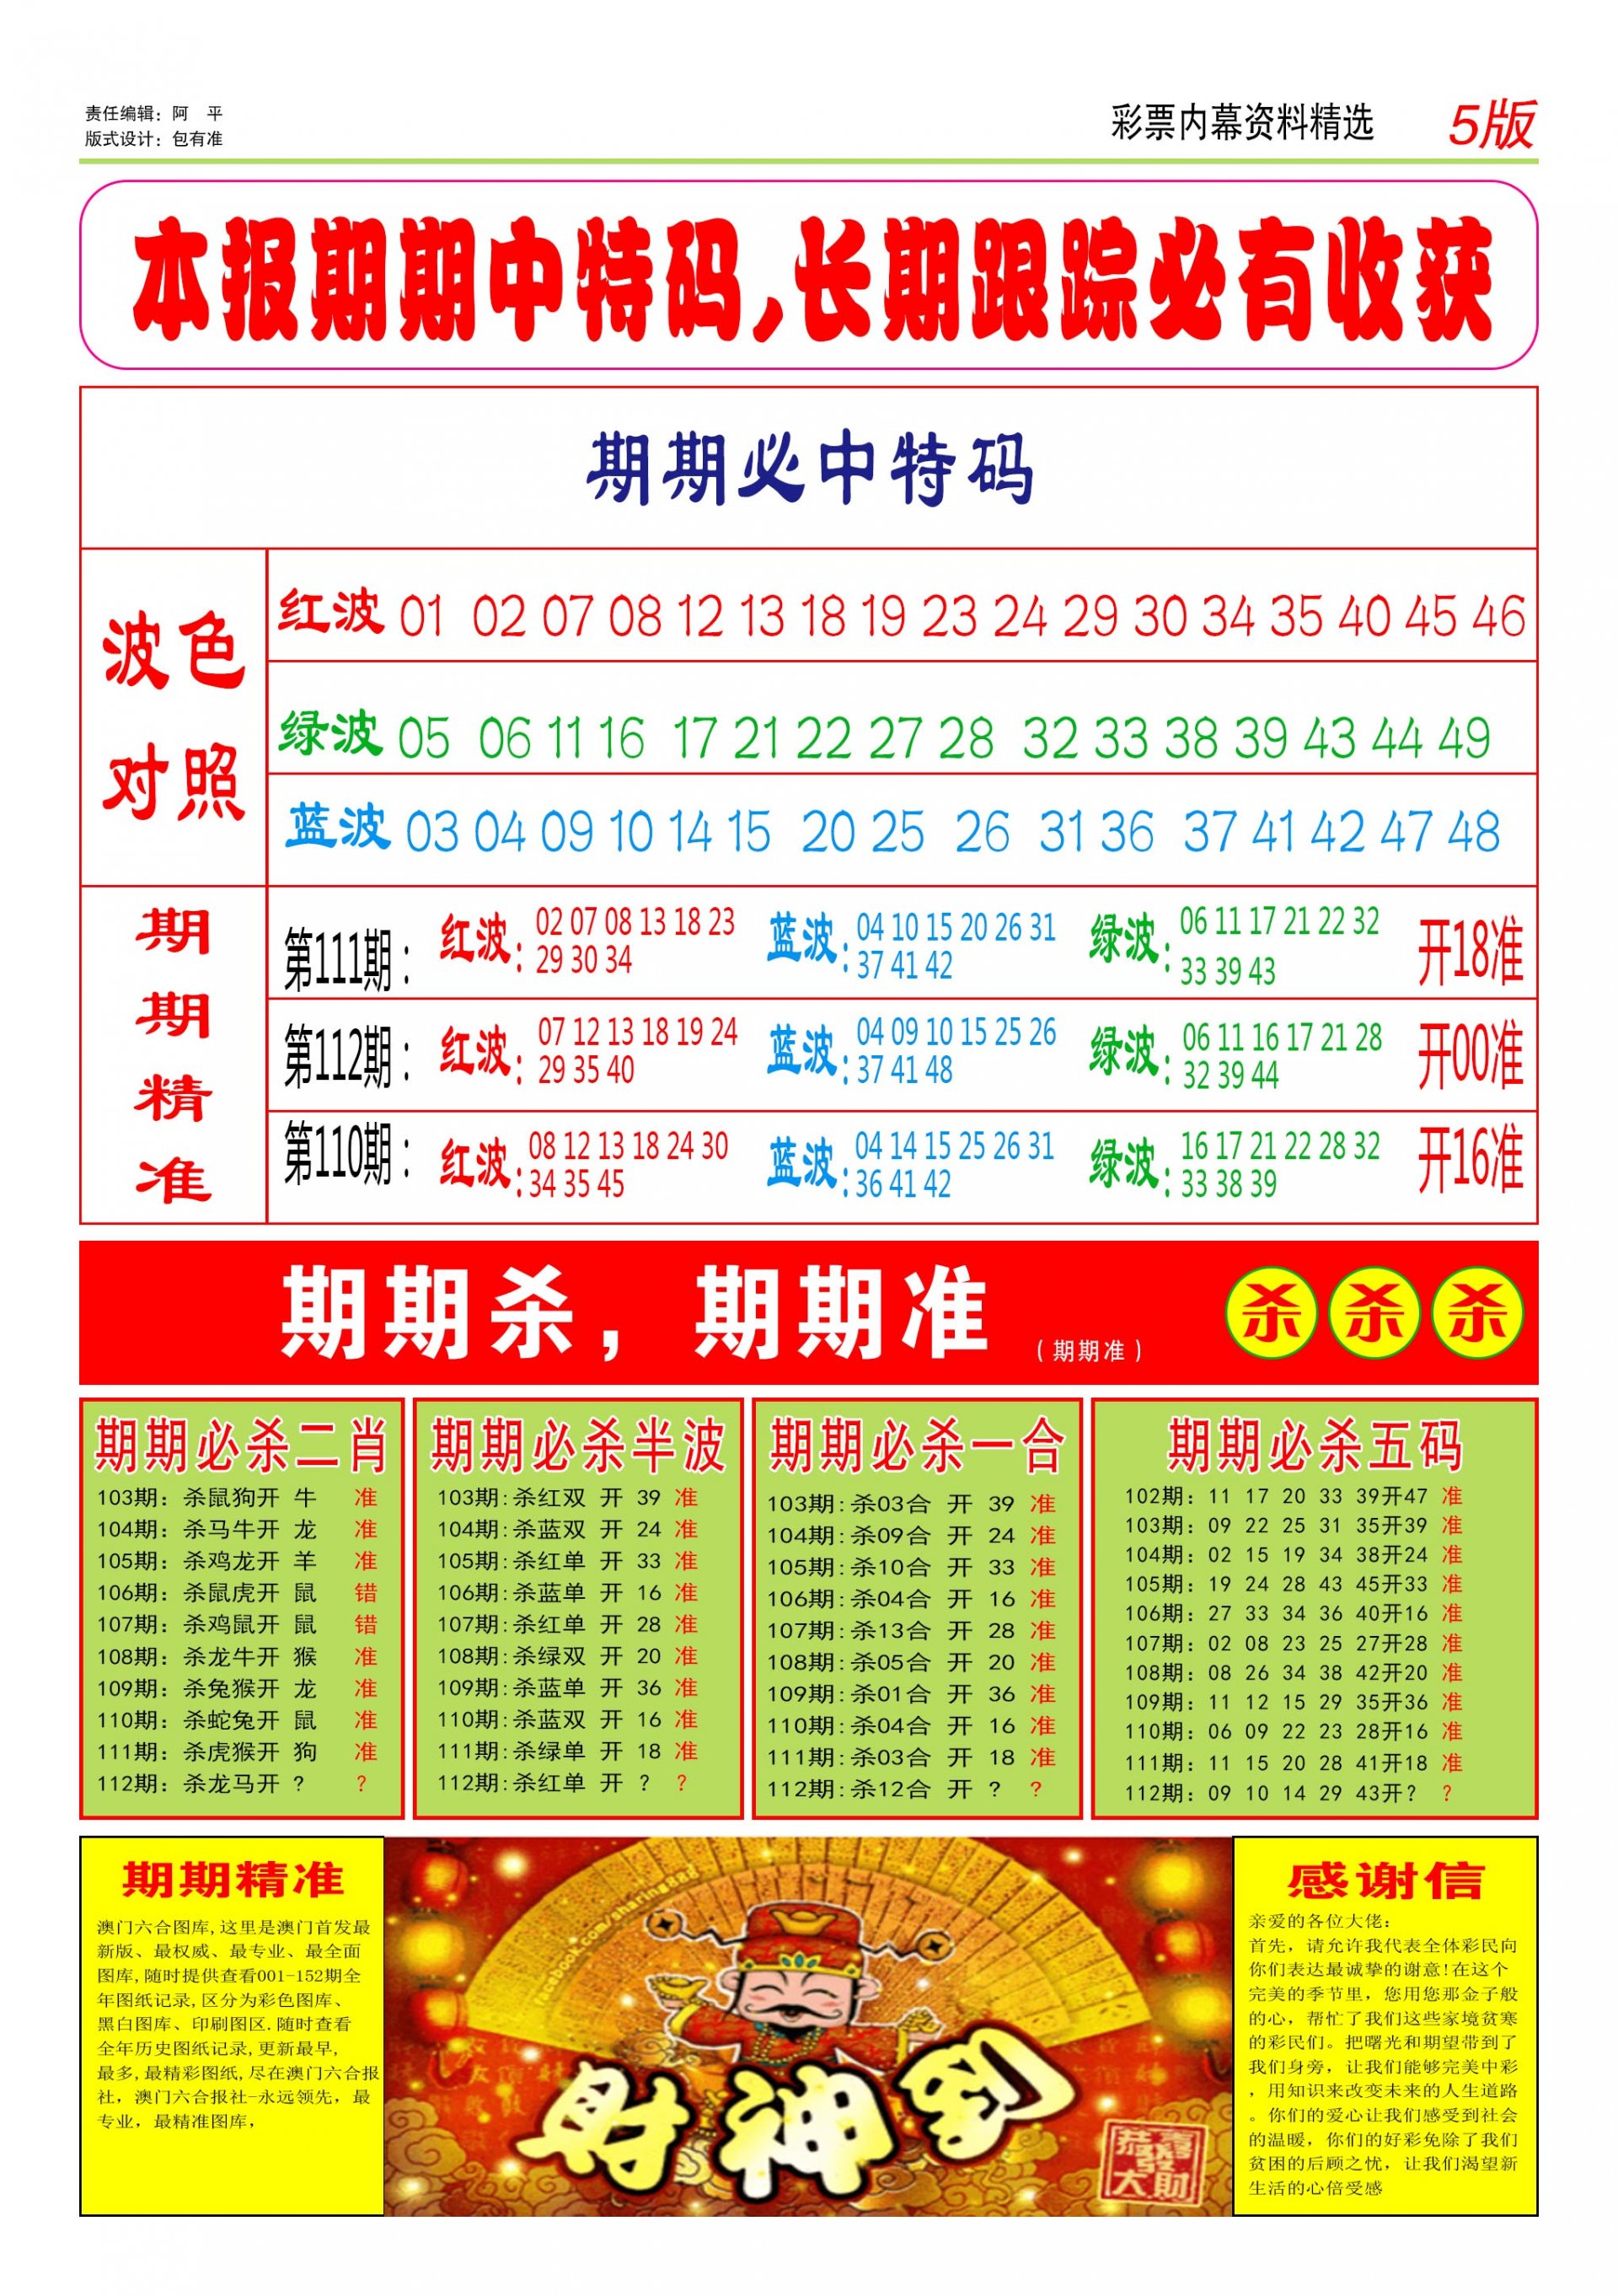 责任编辑：阿　平
版式设计：包有准
彩票内幕资料精选
5版
本报期期中特码,长期跟踪必有收获
期期必中特码
波色
对照
红波 01 02 07 08 12 13 18 19 23 24 29 30 34 35 40 45 46
绿波 05 06 11 16 17 21 22 27 28 32 33 38 39 43 44 49
蓝波 03 04 09 10 14 15 20 25 26 31 36 37 41 42 47 48
期
期
精
准
第111期： 红波: 02 07 08 13 18 23 29 30 34 蓝波: 04 10 15 20 26 31 37 41 42 绿波: 06 11 17 21 22 32 33 39 43 开18准
第112期： 红波: 07 12 13 18 19 24 29 35 40 蓝波: 04 09 10 15 25 26 37 41 48 绿波: 06 11 16 17 21 28 32 39 44 开00准
第110期： 红波: 08 12 13 18 24 30 34 35 45 蓝波: 04 14 15 25 26 31 36 41 42 绿波: 16 17 21 22 28 32 33 38 39 开16准
期期杀，期期准 （期期准） 杀 杀 杀
期期必杀二肖
103期：杀鼠狗开 牛 准
104期：杀马牛开 龙 准
105期：杀鸡龙开 羊 准
106期：杀鼠虎开 鼠 错
107期：杀鸡鼠开 鼠 错
108期：杀龙牛开 猴 准
109期：杀兔猴开 龙 准
110期：杀蛇兔开 鼠 准
111期：杀虎猴开 狗 准
112期：杀龙马开 ? ?
期期必杀半波
103期:杀红双 开 39 准
104期:杀蓝双 开 24 准
105期:杀红单 开 33 准
106期:杀蓝单 开 16 准
107期:杀红单 开 28 准
108期:杀绿双 开 20 准
109期:杀蓝单 开 36 准
110期:杀蓝双 开 16 准
111期:杀绿单 开 18 准
112期:杀红单 开 ? ?
期期必杀一合
103期:杀03合 开 39 准
104期:杀09合 开 24 准
105期:杀10合 开 33 准
106期:杀04合 开 16 准
107期:杀13合 开 28 准
108期:杀05合 开 20 准
109期:杀01合 开 36 准
110期:杀04合 开 16 准
111期:杀03合 开 18 准
112期:杀12合 开 ? ?
期期必杀五码
102期：11 17 20 33 39开47 准
103期：09 22 25 31 35开39 准
104期：02 15 19 34 38开24 准
105期：19 24 28 43 45开33 准
106期：27 33 34 36 40开16 准
107期：02 08 23 25 27开28 准
108期：08 26 34 38 42开20 准
109期：11 12 15 29 35开36 准
110期：06 09 22 23 28开16 准
111期：11 15 20 28 41开18 准
112期：09 10 14 29 43开? ?
期期精准
澳门六合图库,这里是澳门首发最
新版、最权威、最专业、最全面
图库,随时提供查看001-152期全
年图纸记录,区分为彩色图库、
黑白图库、印刷图区.随时查看
全年历史图纸记录,更新最早,
最多,最精彩图纸,尽在澳门六合报
社，澳门六合报社-永远领先，最
专业，最精准图库，
facebook.com/sharing88f
財神到
恭喜
發
大財
感谢信
亲爱的各位大佬：
首先，请允许我代表全体彩民向
你们表达最诚挚的谢意!在这个
完美的季节里，您用您那金子般
的心，帮忙了我们这些家境贫寒
的彩民们。把曙光和期望带到了
我们身旁，让我们能够完美中彩
，用知识来改变未来的人生道路
。你们的爱心让我们感受到社会
的温暖，你们的好彩免除了我们
贫困的后顾之忧，让我们渴望新
生活的心倍受感